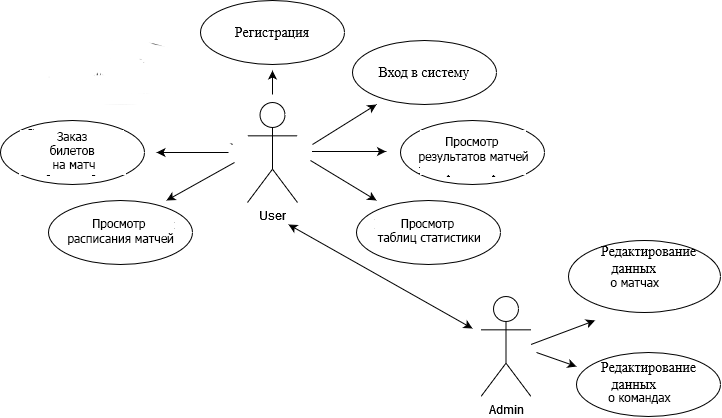 Регистрация
Вход в систему
Заказ
билетов
на матч
Просмотр
результатов матчей
Просмотр
расписания матчей
User
Просмотр
таблиц статистики
Редактирование
данных
о матчах
Admin
Редактирование
данных
о командах